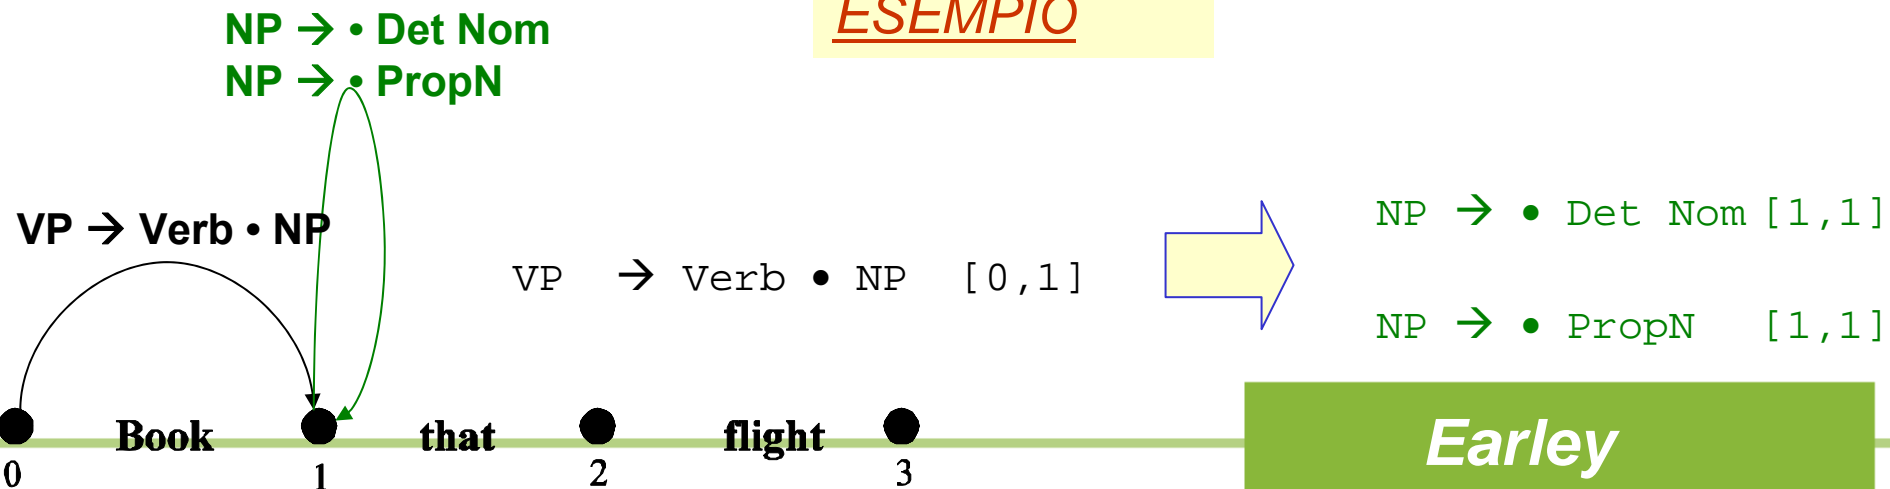 ESEMPIO
NP → • Det Nom
NP → • PropN
VP → Verb • NP
VP → Verb • NP [0,1]
NP → • Det Nom [1,1]
NP → • PropN [1,1]
Book that flight
0 1 2 3
Earley